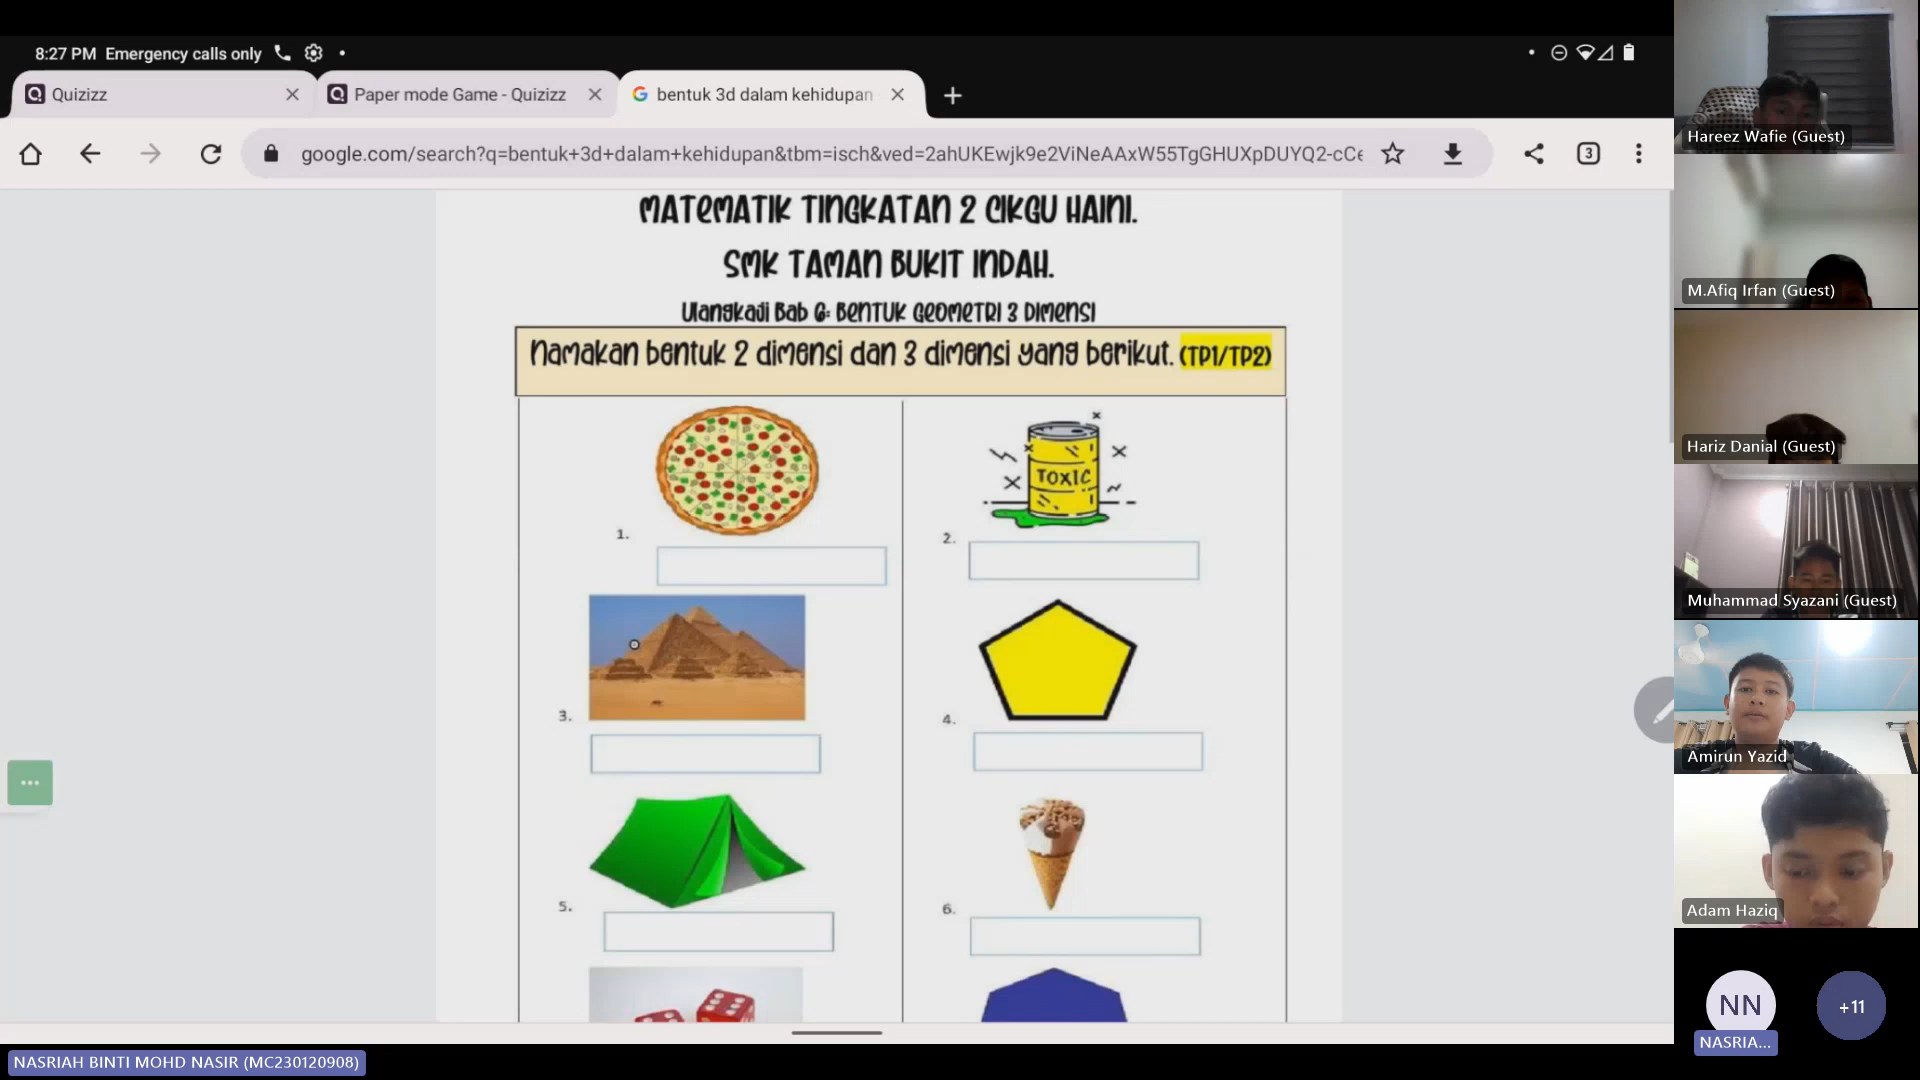 8:27 PM Emergency calls only
Quizizz
Paper mode Game - Quizizz
bentuk 3d dalam kehidupan
google.com/search?q=bentuk+3d+dalam+kehidupan&tbm=isch&ved=2ahUKEwjk9e2ViNeAAxW55TgGHUXpDUYQ2-cCe
3
MATEMATIK TINGKATAN 2 CIKGU HAINI.
SMK TAMAN BUKIT INDAH.
Ulangkaji Bab 6: BENTUK GEOMETRI 3 DIMENSI
Namakan bentuk 2 dimensi dan 3 dimensi yang berikut. (TP1/TP2)
TOXIC
1.
2.
3.
4.
5.
6.
Hareez Wafie (Guest)
M.Afiq Irfan (Guest)
Hariz Danial (Guest)
Muhammad Syazani (Guest)
Amirun Yazid
Adam Haziq
NN
+11
NASRIA...
NASRIAH BINTI MOHD NASIR (MC230120908)